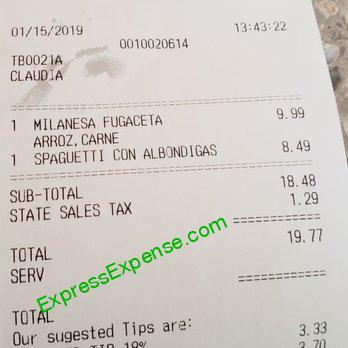 01/15/2019 13:43:22
0010020614
TB0021A
CLAUDIA
1 MILANESA FUGACETA 9.99
ARROZ,CARNE
1 SPAGUETTI CON ALBONDIGAS 8.49
SUB-TOTAL 18.48
STATE SALES TAX 1.29
TOTAL 19.77
SERV
ExpressExpense.com
TOTAL
Our sugested Tips are:
TIP 18% 3.33
3.70